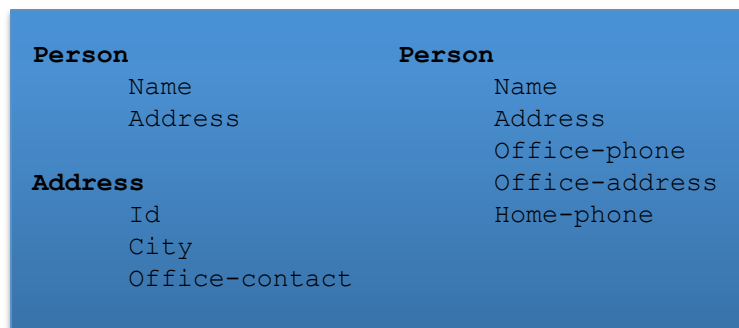 Person
Name
Address
Address
Id
City
Office-contact
Person
Name
Address
Office-phone
Office-address
Home-phone